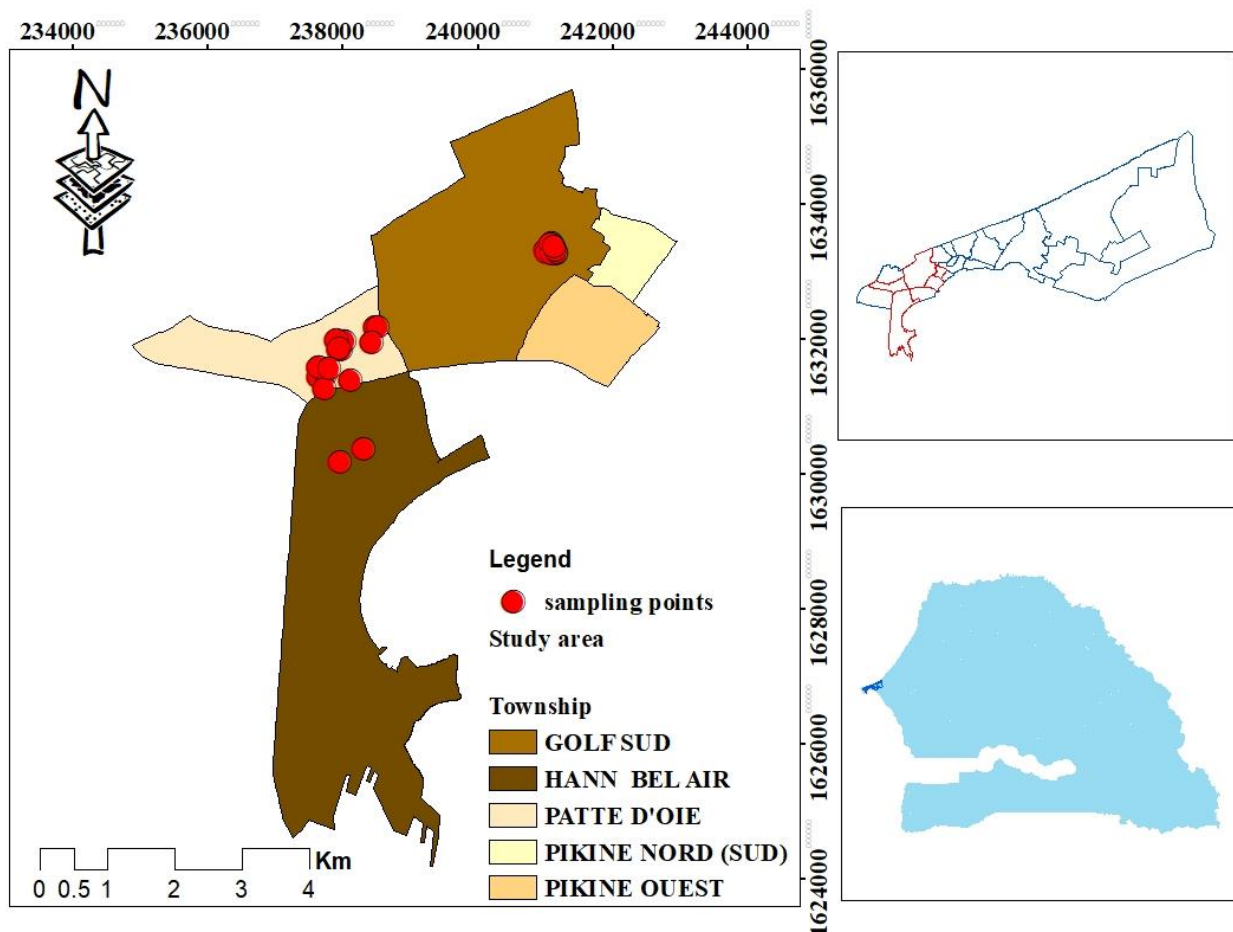 234000 236000 238000 240000 242000 244000
N
1636000
1634000
1632000
1630000
1628000
1626000
1624000
Legend
sampling points
Study area
Township
GOLF SUD
HANN BEL AIR
PATTE D'OIE
PIKINE NORD (SUD)
PIKINE OUEST
Km
0 0.5 1 2 3 4